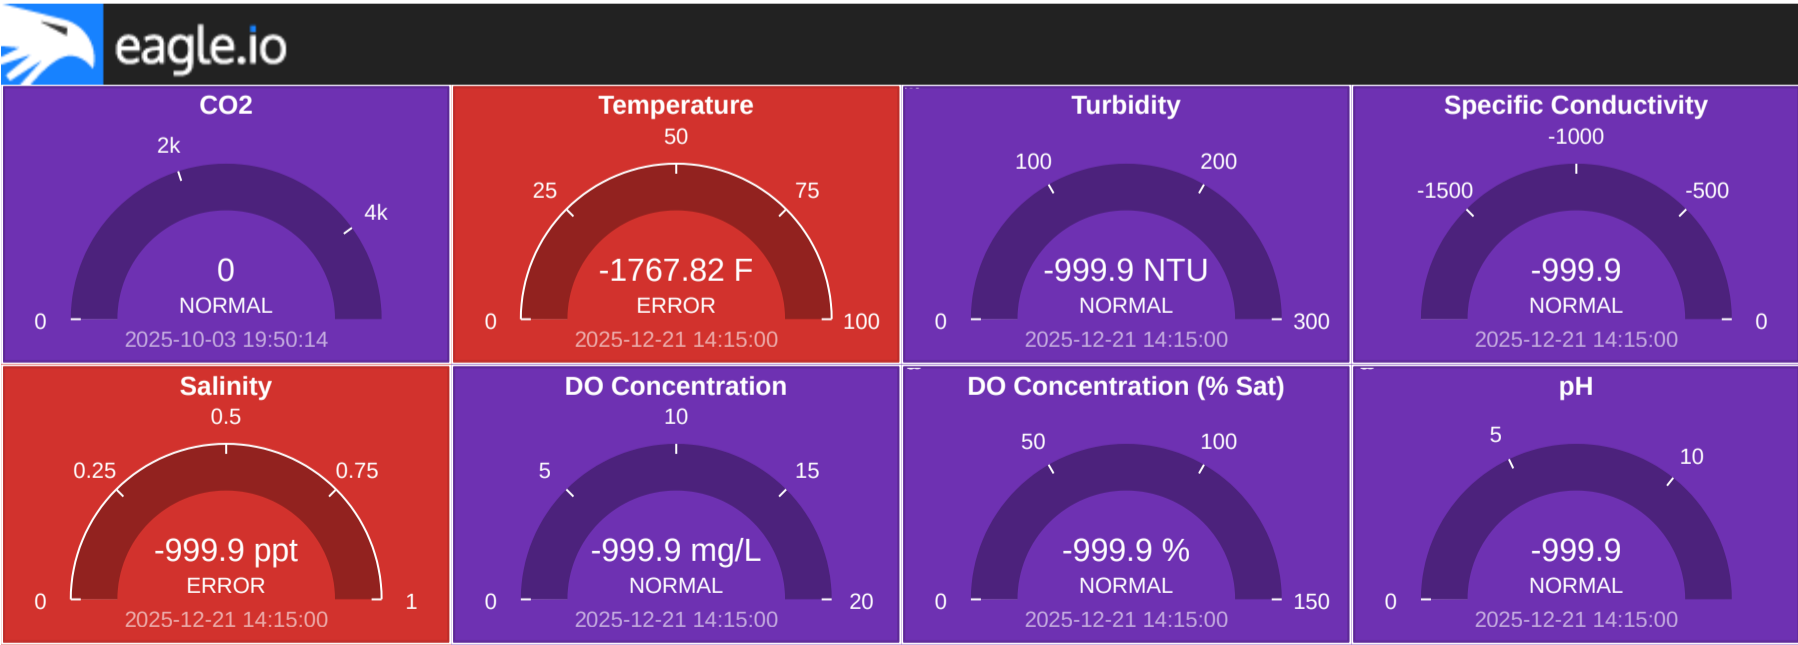 eagle.io
CO2
2k
4k
0
NORMAL
0
2025-10-03 19:50:14
Temperature
50
25
75
-1767.82 F
ERROR
0
100
2025-12-21 14:15:00
Turbidity
100
200
-999.9 NTU
NORMAL
0
300
2025-12-21 14:15:00
Specific Conductivity
-1000
-1500
-500
-999.9
NORMAL
0
2025-12-21 14:15:00
Salinity
0.5
0.25
0.75
-999.9 ppt
ERROR
0
1
2025-12-21 14:15:00
DO Concentration
10
5
15
-999.9 mg/L
NORMAL
0
20
2025-12-21 14:15:00
DO Concentration (% Sat)
50
100
-999.9 %
NORMAL
0
150
2025-12-21 14:15:00
pH
5
10
-999.9
NORMAL
0
2025-12-21 14:15:00